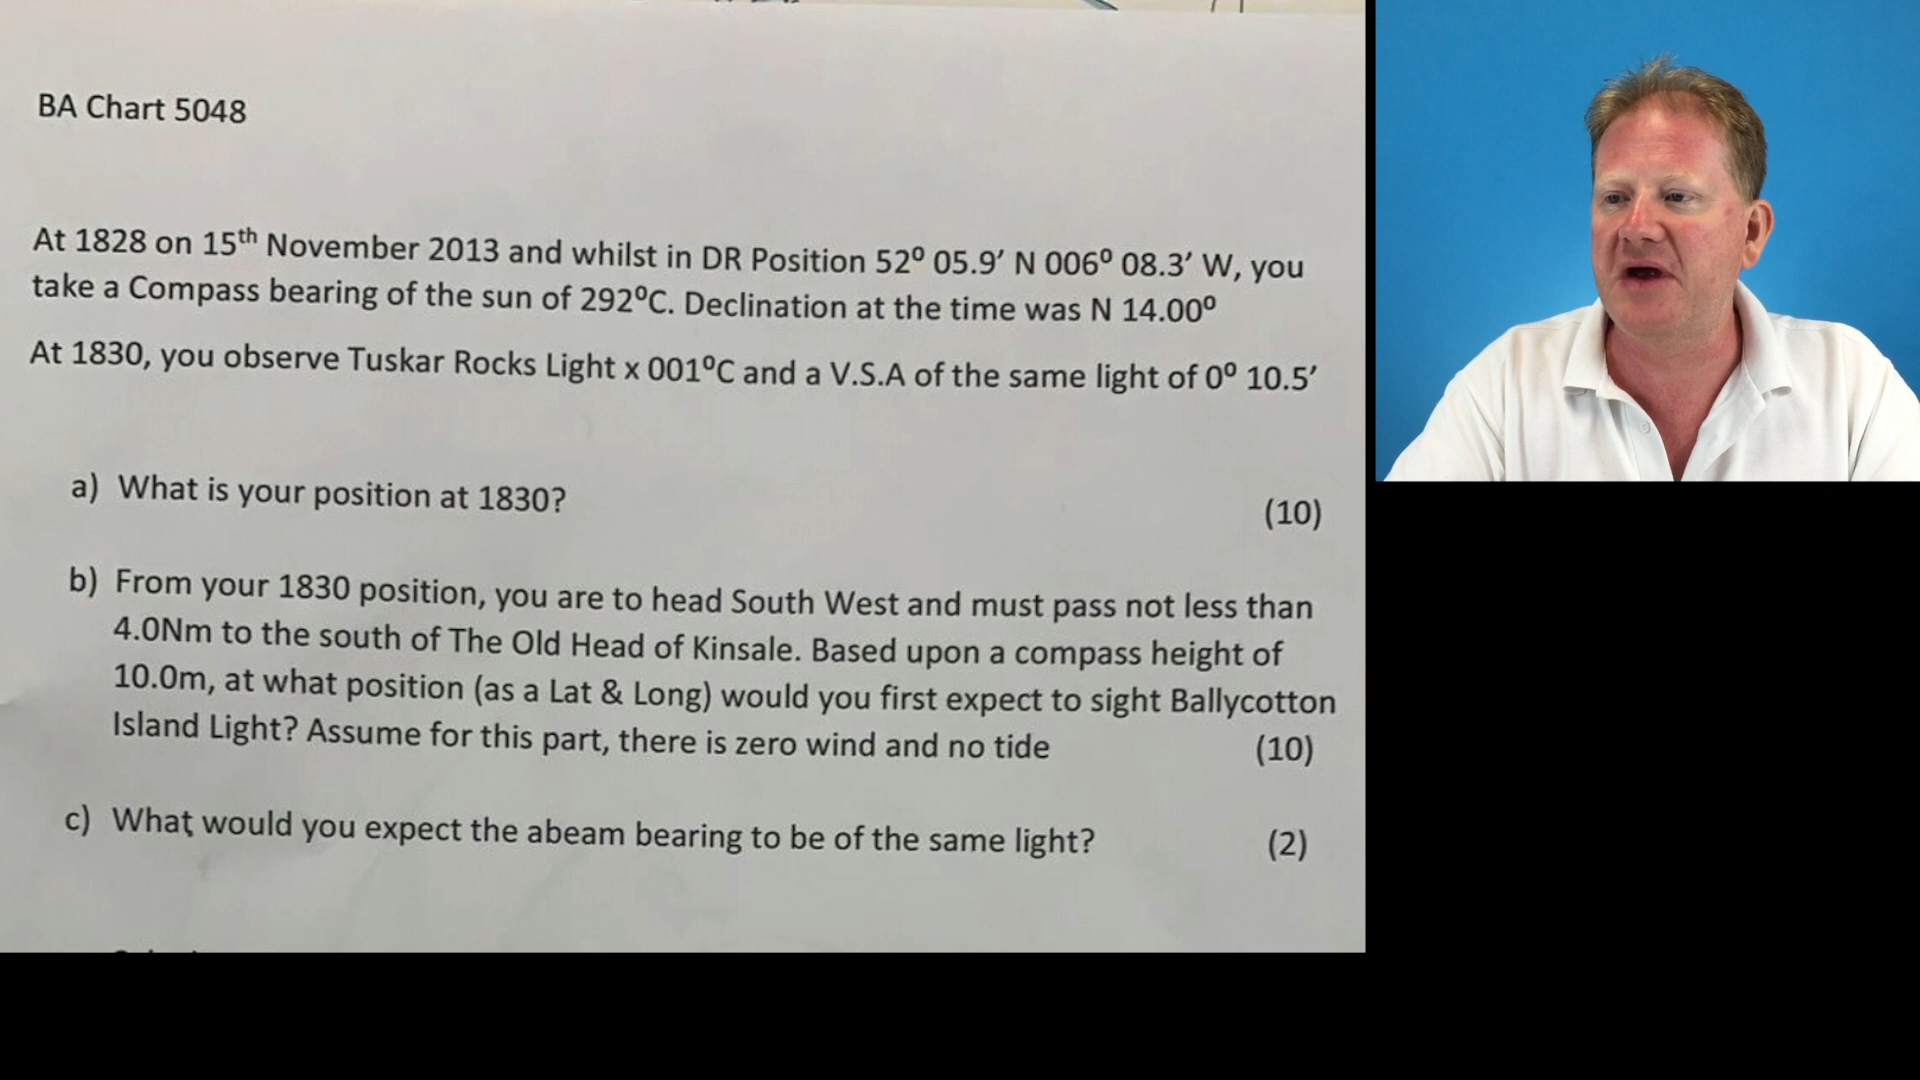 BA Chart 5048
At 1828 on 15th November 2013 and whilst in DR Position 52º 05.9′ N 006º 08.3′ W, you
take a Compass bearing of the sun of 292ºC. Declination at the time was N 14.00º
At 1830, you observe Tuskar Rocks Light x 001ºC and a V.S.A of the same light of 0º 10.5′
a) What is your position at 1830? (10)
b) From your 1830 position, you are to head South West and must pass not less than
4.0Nm to the south of The Old Head of Kinsale. Based upon a compass height of
10.0m, at what position (as a Lat & Long) would you first expect to sight Ballycotton
Island Light? Assume for this part, there is zero wind and no tide (10)
c) What would you expect the abeam bearing to be of the same light? (2)